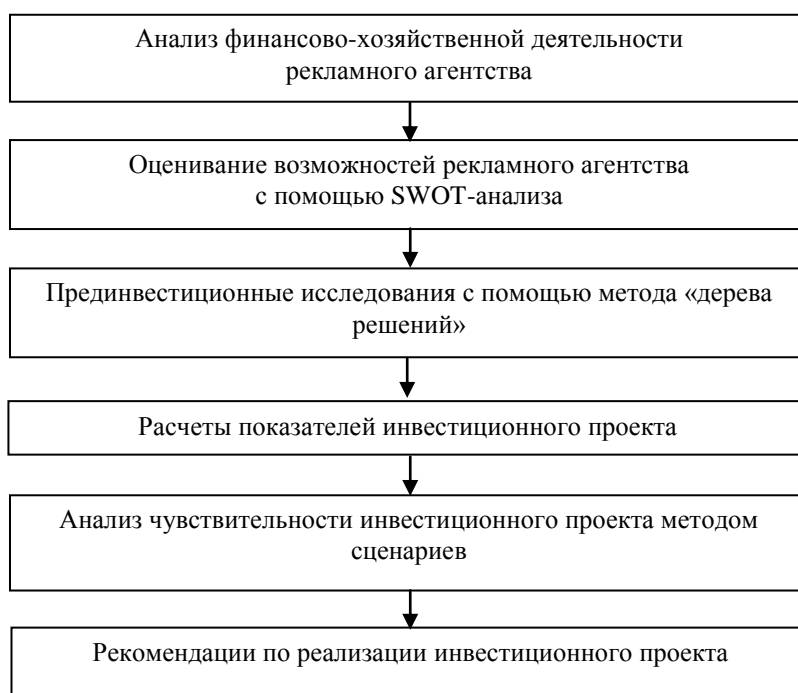 Анализ финансово-хозяйственной деятельности
рекламного агентства
Оценивание возможностей рекламного агентства
с помощью SWOT-анализа
Прединвестиционные исследования с помощью метода «дерева
решений»
Расчеты показателей инвестиционного проекта
Анализ чувствительности инвестиционного проекта методом
сценариев
Рекомендации по реализации инвестиционного проекта